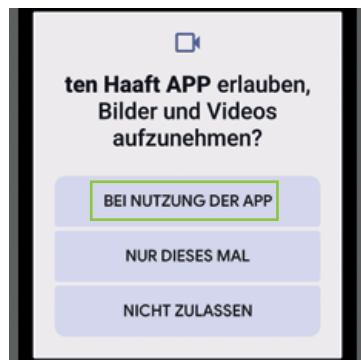 ten Haaft APP erlauben,
Bilder und Videos
aufzunehmen?
BEI NUTZUNG DER APP
NUR DIESES MAL
NICHT ZULASSEN